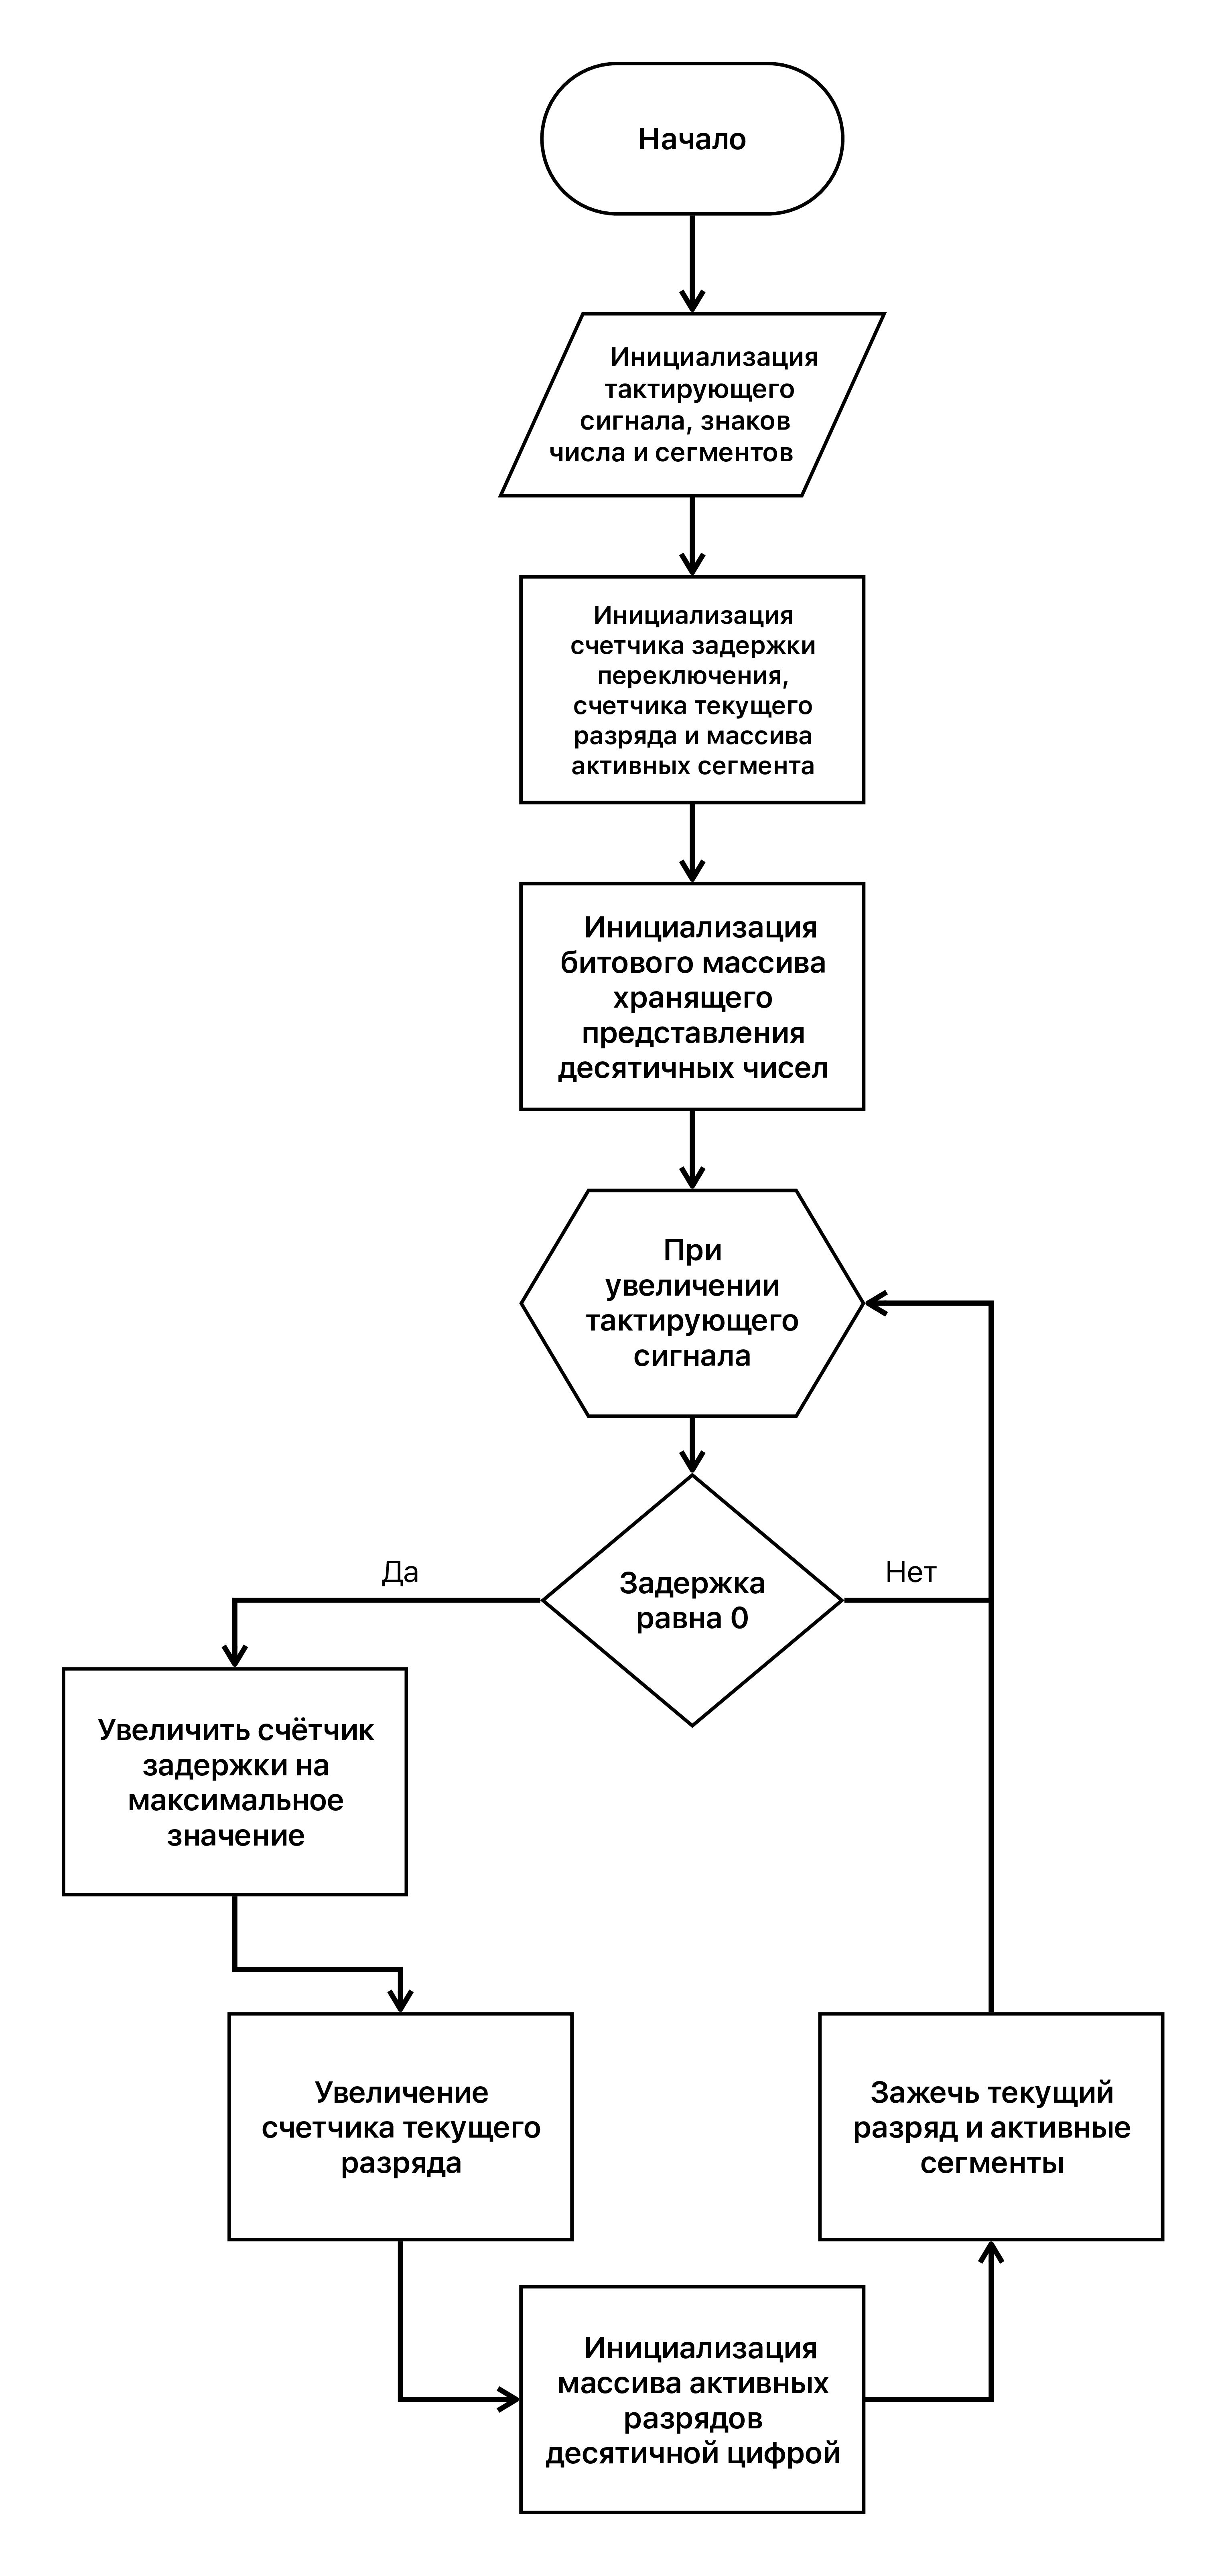 Начало
Инициализация
тактирующего
сигнала, знаков
числа и сегментов
Инициализация
счетчика задержки
переключения,
счетчика текущего
разряда и массива
активных сегмента
Инициализация
битового массива
хранящего
представления
десятичных чисел
При
увеличении
тактирующего
сигнала
Задержка
равна 0
Да
Нет
Увеличить счётчик
задержки на
максимальное
значение
Увеличение
счетчика текущего
разряда
Инициализация
массива активных
разрядов
десятичной цифрой
Зажечь текущий
разряд и активные
сегменты